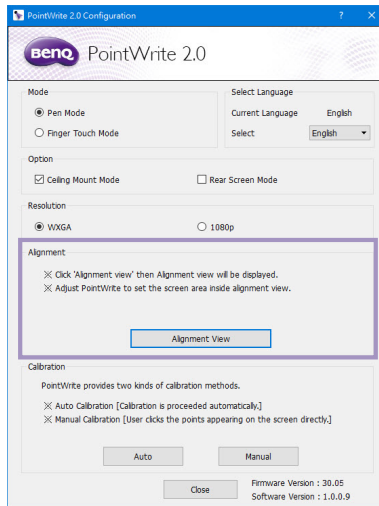 PointWrite 2.0 Configuration ? ×
BenQ PointWrite 2.0
Mode
Pen Mode
Finger Touch Mode
Select Language
Current Language English
Select English
Option
Ceiling Mount Mode Rear Screen Mode
Resolution
WXGA 1080p
Alignment
※ Click 'Alignment view' then Alignment view will be displayed.
※ Adjust PointWrite to set the screen area inside alignment view.
Alignment View
Calibration
PointWrite provides two kinds of calibration methods.
※ Auto Calibration [Calibration is proceeded automatically.]
※ Manual Calibration [User clicks the points appearing on the screen directly.]
Auto Manual
Close
Firmware Version : 30.05
Software Version : 1.0.0.9